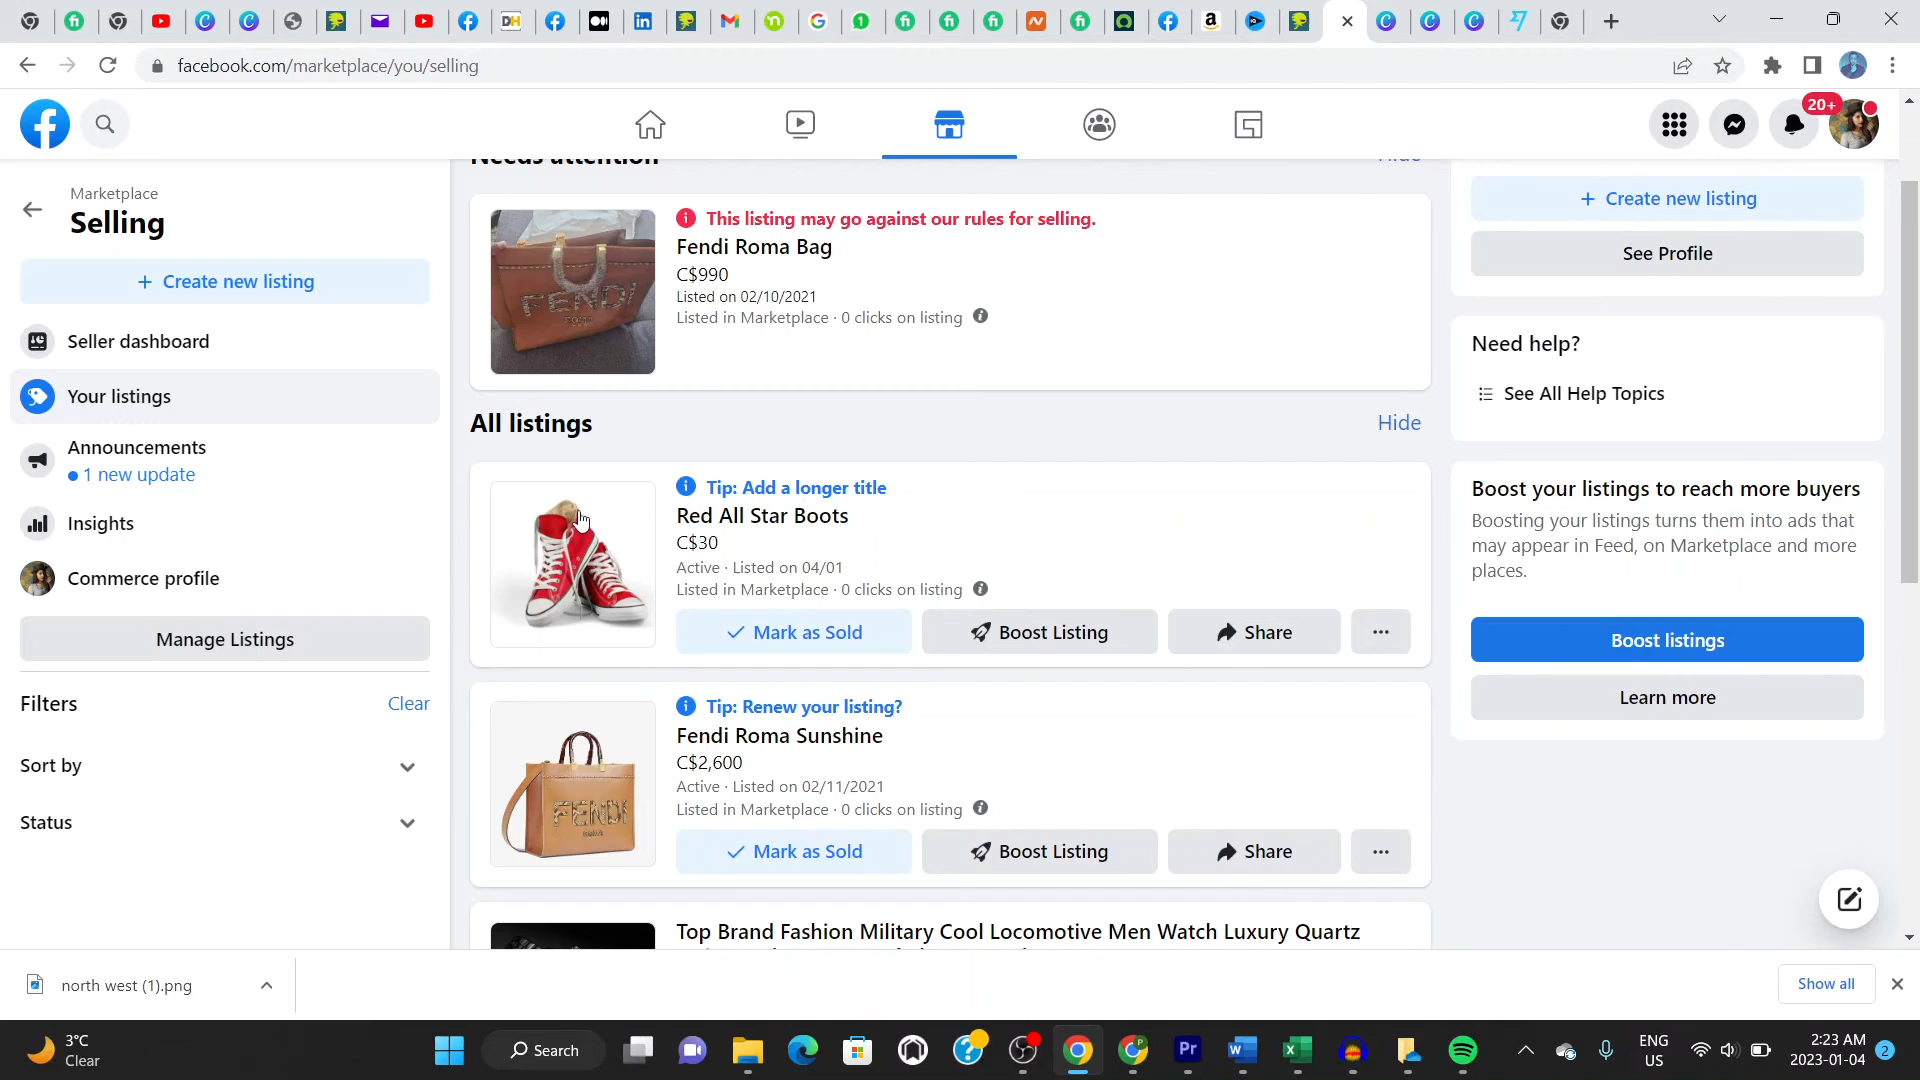 facebook.com/marketplace/you/selling
20+
Marketplace
Selling
+ Create new listing
Seller dashboard
Your listings
Announcements
1 new update
Insights
Commerce profile
Manage Listings
Filters
Clear
Sort by
Status
Needs attention
Hide
This listing may go against our rules for selling.
Fendi Roma Bag
C$990
Listed on 02/10/2021
Listed in Marketplace · 0 clicks on listing
FENDI
ROMA
All listings
Hide
Tip: Add a longer title
Red All Star Boots
C$30
Active · Listed on 04/01
Listed in Marketplace · 0 clicks on listing
Mark as Sold
Boost Listing
Share
Tip: Renew your listing?
Fendi Roma Sunshine
C$2,600
Active · Listed on 02/11/2021
Listed in Marketplace · 0 clicks on listing
FENDI
ROMA
Mark as Sold
Boost Listing
Share
Top Brand Fashion Military Cool Locomotive Men Watch Luxury Quartz
+ Create new listing
See Profile
Need help?
See All Help Topics
Boost your listings to reach more buyers
Boosting your listings turns them into ads that
may appear in Feed, on Marketplace and more
places.
Boost listings
Learn more
north west (1).png
Show all
3°C
Clear
Search
ENG
US
2:23 AM
2023-01-04
2